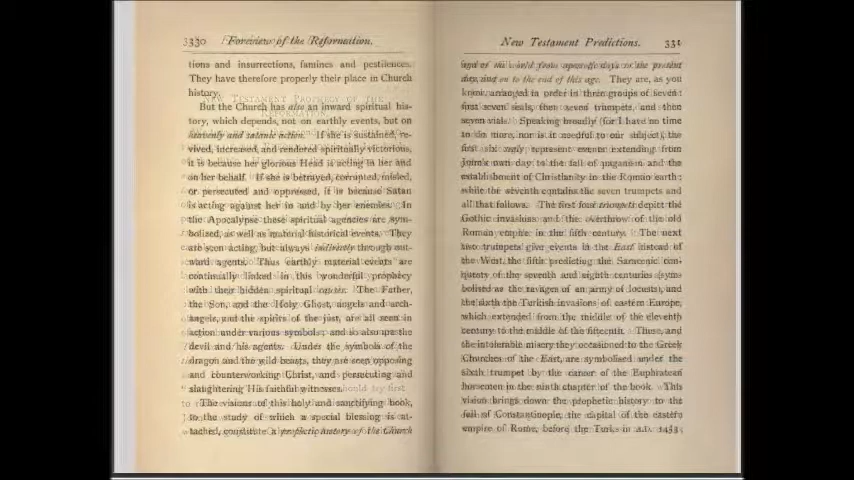 330 Foreview of the Reformation.
tions and insurrections, famines and pestilences.
They have therefore properly their place in Church
history.
But the Church has also an inward spiritual his-
tory, which depends, not on earthly events, but on
heavenly and satanic action. If she is sustained, re-
vived, increased, and rendered spiritually victorious,
it is because her glorious Head is acting in her and
on her behalf. If she is betrayed, corrupted, misled,
or persecuted and oppressed, it is because Satan
is acting against her in and by her enemies. In
the Apocalypse these spiritual agencies are sym-
bolized, as well as material historical events. They
are seen acting, but always indirectly through out-
ward agents. Thus earthly material events are
continually linked in this wonderful prophecy
with their hidden spiritual causes. The Father,
the Son, and the Holy Ghost, angels and arch-
angels, and the spirits of the just, are all seen in
action under various symbols; and so also are the
devil and his agents. Under the symbols of the
dragon and the wild beasts, they are seen opposing
and counterworking Christ, and persecuting and
slaughtering His faithful witnesses.
The visions of this holy and sanctifying book,
to the study of which a special blessing is at-
tached, constitute a prophetic history of the Church
New Testament Predictions. 331
and of the world from apostolic days to the present
day, and on to the end of this age. They are, as you
know, arranged in order in three groups of seven:
first seven seals, then seven trumpets, and then
seven vials. Speaking broadly (for I have no time
to do more, nor is it needful to our subject), the
first six represent events extending from
John's own day to the fall of paganism and the
establishment of Christianity in the Roman earth;
while the seventh contains the seven trumpets and
all that follows. The first four trumpets depict the
Gothic invasions and the overthrow of the old
Roman empire in the fifth century. The next
two trumpets give events in the East instead of
the West, the fifth predicting the Saracenic con-
quests of the seventh and eighth centuries (sym-
bolised as the ravages of an army of locusts), and
the sixth the Turkish invasions of eastern Europe,
which extended from the middle of the eleventh
century to the middle of the fifteenth. These, and
the intolerable misery they occasioned to the Greek
Churches of the East, are symbolised under the
sixth trumpet by the career of the Euphratean
horsemen in the ninth chapter of the book. This
vision brings down the prophetic history to the
fall of Constantinople, the capital of the eastern
empire of Rome, before the Turks in A.D. 1453;